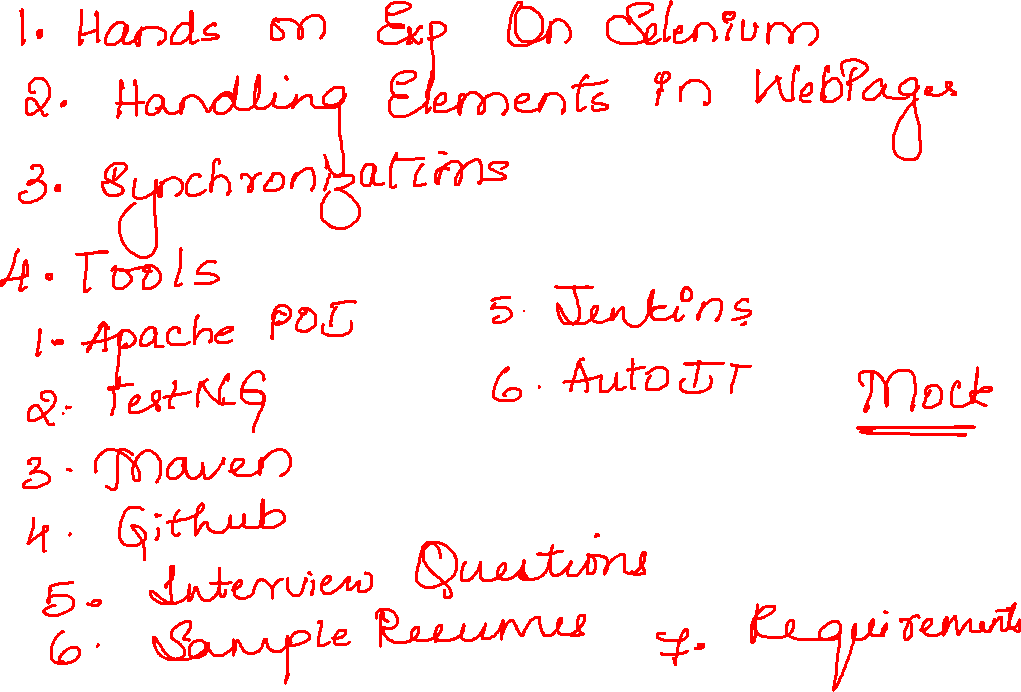 1. Hands on Exp On Selenium
2. Handling Elements in WebPages
3. Synchronizations
4. Tools
1- Apache POI
2- TestNG
3. Maven
4. Github
5. Jenkins
6. AutoIT
Mock
5. Interview Questions
6. Sample Resumes
7. Requirements